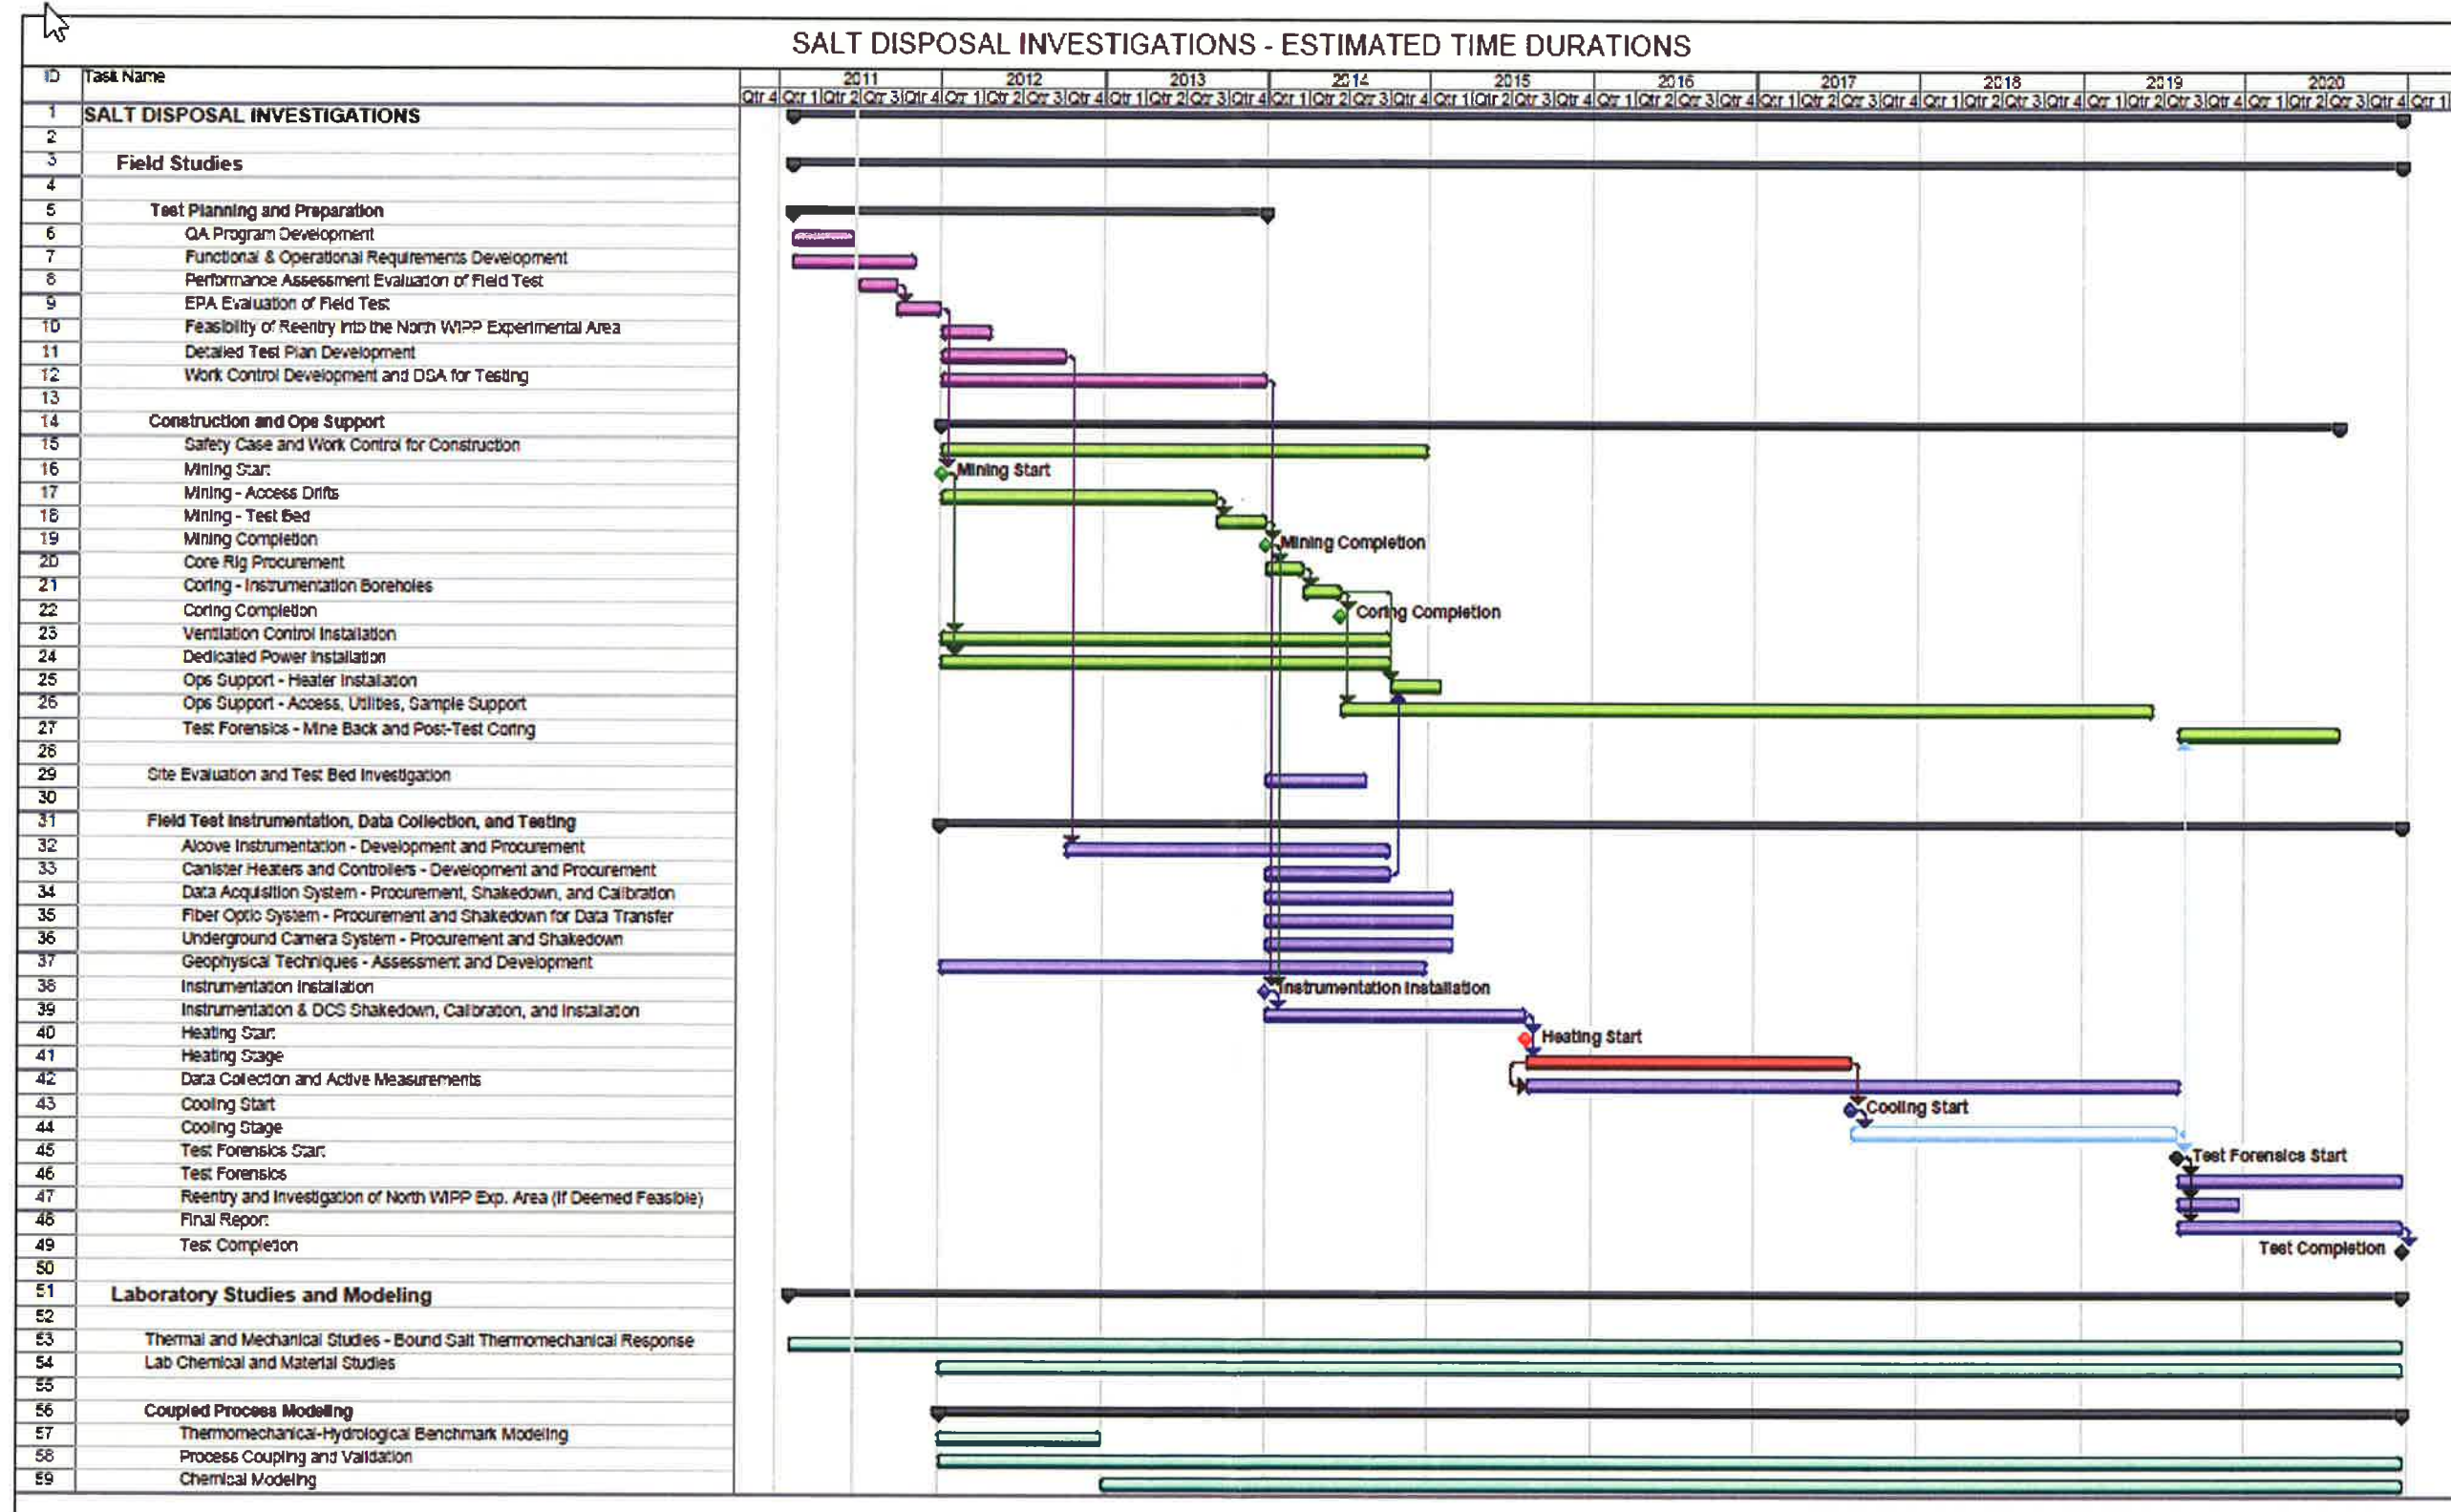 SALT DISPOSAL INVESTIGATIONS - ESTIMATED TIME DURATIONS
ID Task Name 2011 2012 2013 2014 2015 2016 2017 2018 2019 2020
Qtr 4 Qtr 1 Qtr 2 Qtr 3 Qtr 4 Qtr 1 Qtr 2 Qtr 3 Qtr 4 Qtr 1 Qtr 2 Qtr 3 Qtr 4 Qtr 1 Qtr 2 Qtr 3 Qtr 4 Qtr 1 Qtr 2 Qtr 3 Qtr 4 Qtr 1 Qtr 2 Qtr 3 Qtr 4 Qtr 1 Qtr 2 Qtr 3 Qtr 4 Qtr 1 Qtr 2 Qtr 3 Qtr 4 Qtr 1 Qtr 2 Qtr 3 Qtr 4 Qtr 1 Qtr 2 Qtr 3 Qtr 4 Qtr 1
1 SALT DISPOSAL INVESTIGATIONS
2
3 Field Studies
4
5 Test Planning and Preparation
6 QA Program Development
7 Functional & Operational Requirements Development
8 Performance Assessment Evaluation of Field Test
9 EPA Evaluation of Field Test
10 Feasibility of Reentry into the North WIPP Experimental Area
11 Detailed Test Plan Development
12 Work Control Development and DSA for Testing
13
14 Construction and Ops Support
15 Safety Case and Work Control for Construction
16 Mining Start Mining Start
17 Mining - Access Drifts
18 Mining - Test Bed
19 Mining Completion Mining Completion
20 Core Rig Procurement
21 Coring - Instrumentation Boreholes
22 Coring Completion Coring Completion
23 Ventilation Control Installation
24 Dedicated Power Installation
25 Ops Support - Heater Installation
26 Ops Support - Access, Utilities, Sample Support
27 Test Forensics - Mine Back and Post-Test Coring
28
29 Site Evaluation and Test Bed Investigation
30
31 Field Test Instrumentation, Data Collection, and Testing
32 Alcove Instrumentation - Development and Procurement
33 Canister Heaters and Controllers - Development and Procurement
34 Data Acquisition System - Procurement, Shakedown, and Calibration
35 Fiber Optic System - Procurement and Shakedown for Data Transfer
36 Underground Camera System - Procurement and Shakedown
37 Geophysical Techniques - Assessment and Development
38 Instrumentation Installation Instrumentation Installation
39 Instrumentation & DCS Shakedown, Calibration, and Installation
40 Heating Start Heating Start
41 Heating Stage
42 Data Collection and Active Measurements
43 Cooling Start Cooling Start
44 Cooling Stage
45 Test Forensics Start Test Forensics Start
46 Test Forensics
47 Reentry and Investigation of North WIPP Exp. Area (If Deemed Feasible)
48 Final Report
49 Test Completion Test Completion
50
51 Laboratory Studies and Modeling
52
53 Thermal and Mechanical Studies - Bound Salt Thermomechanical Response
54 Lab Chemical and Material Studies
55
56 Coupled Process Modeling
57 Thermomechanical-Hydrological Benchmark Modeling
58 Process Coupling and Validation
59 Chemical Modeling